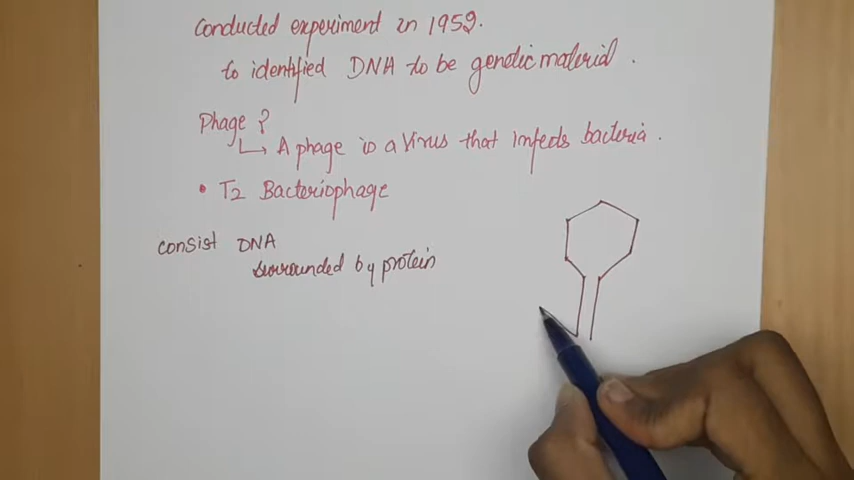 Conducted experiment in 1952.
to identified DNA to be genetic material.
Phage ?
A phage is a Virus that infects bacteria.
• T2 Bacteriophage
consist DNA
surrounded by protein